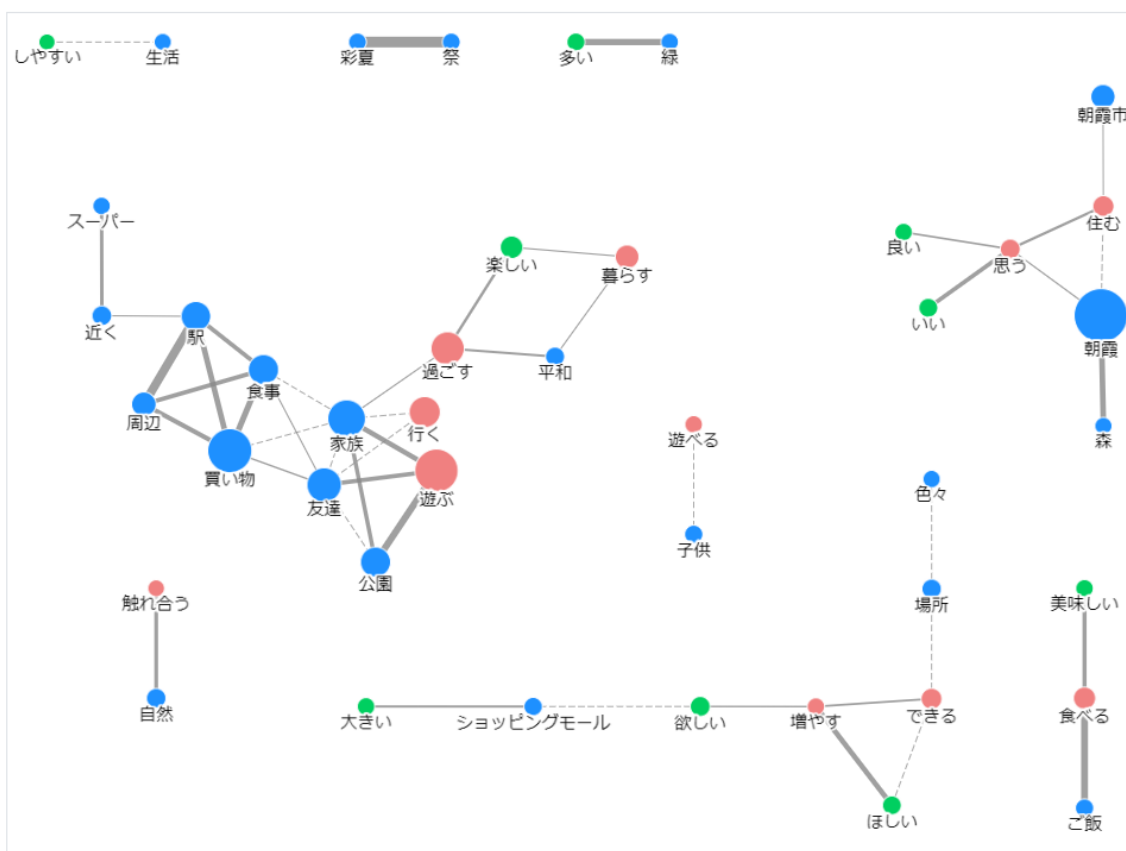 しやすい
生活
彩夏
祭
多い
緑
朝霞市
スーパー
住む
良い
思う
楽しい
暮らす
近く
駅
いい
朝霞
過ごす
平和
食事
周辺
家族
行く
遊べる
森
買い物
友達
遊ぶ
色々
子供
公園
触れ合う
場所
美味しい
自然
大きい
ショッピングモール
欲しい
増やす
できる
食べる
ほしい
ご飯